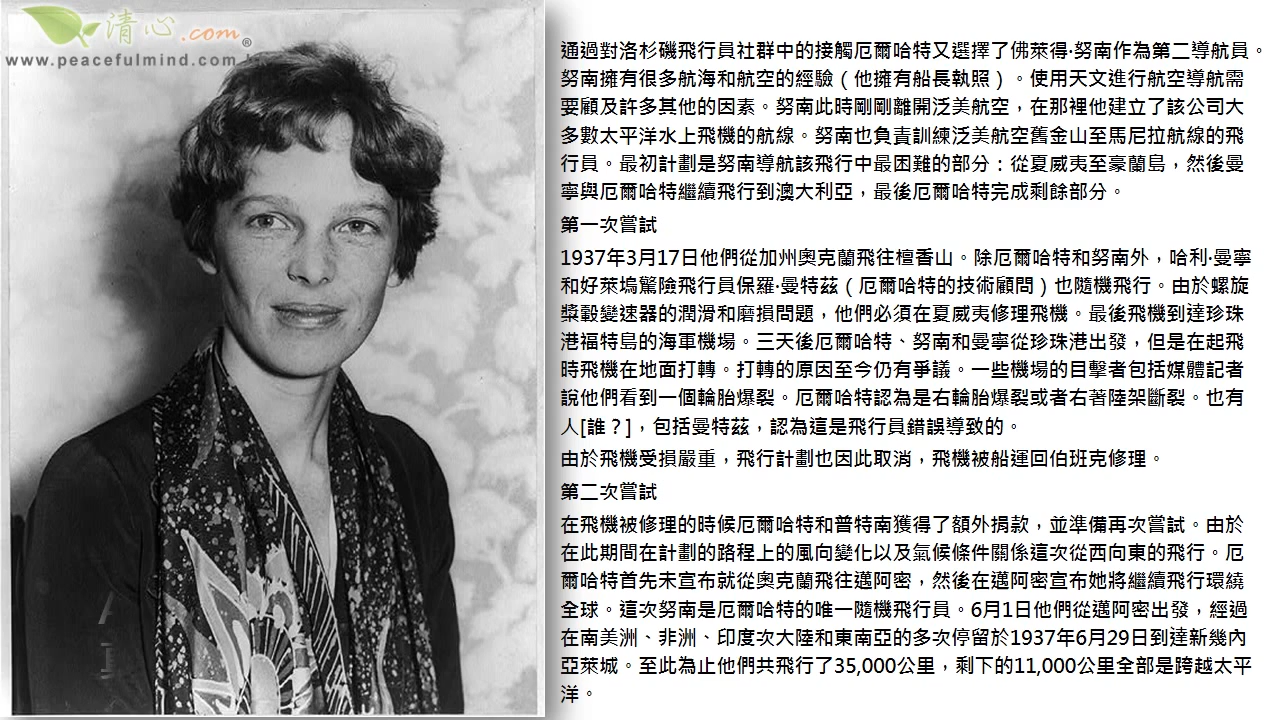 清心.com®
www.peacefulmind.com.h
通過對洛杉磯飛行員社群中的接觸厄爾哈特又選擇了佛萊得·努南作為第二導航員。
努南擁有很多航海和航空的經驗（他擁有船長執照）。使用天文進行航空導航需
要顧及許多其他的因素。努南此時剛剛離開泛美航空，在那裡他建立了該公司大
多數太平洋水上飛機的航線。努南也負責訓練泛美航空舊金山至馬尼拉航線的飛
行員。最初計劃是努南導航該飛行中最困難的部分：從夏威夷至豪蘭島，然後曼
寧與厄爾哈特繼續飛行到澳大利亞，最後厄爾哈特完成剩餘部分。
第一次嘗試
1937年3月17日他們從加州奧克蘭飛往檀香山。除厄爾哈特和努南外，哈利·曼寧
和好萊塢驚險飛行員保羅·曼特茲（厄爾哈特的技術顧問）也隨機飛行。由於螺旋
槳轂變速器的潤滑和磨損問題，他們必須在夏威夷修理飛機。最後飛機到達珍珠
港福特島的海軍機場。三天後厄爾哈特、努南和曼寧從珍珠港出發，但是在起飛
時飛機在地面打轉。打轉的原因至今仍有爭議。一些機場的目擊者包括媒體記者
說他們看到一個輪胎爆裂。厄爾哈特認為是右輪胎爆裂或者右著陸架斷裂。也有
人[誰？]，包括曼特茲，認為這是飛行員錯誤導致的。
由於飛機受損嚴重，飛行計劃也因此取消，飛機被船運回伯班克修理。
第二次嘗試
在飛機被修理的時候厄爾哈特和普特南獲得了額外捐款，並準備再次嘗試。由於
在此期間在計劃的路程上的風向變化以及氣候條件關係這次從西向東的飛行。厄
爾哈特首先未宣布就從奧克蘭飛往邁阿密，然後在邁阿密宣布她將繼續飛行環繞
全球。這次努南是厄爾哈特的唯一隨機飛行員。6月1日他們從邁阿密出發，經過
在南美洲、非洲、印度次大陸和東南亞的多次停留於1937年6月29日到達新幾內
亞萊城。至此為止他們共飛行了35,000公里，剩下的11,000公里全部是跨越太平
洋。